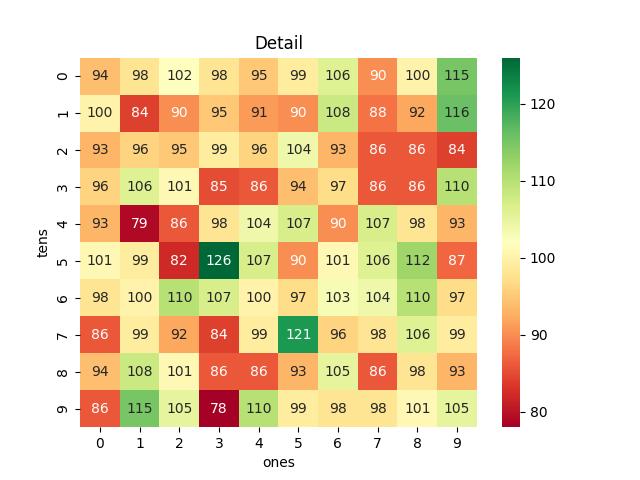 Detail
0 94 98 102 98 95 99 106 90 100 115
1 100 84 90 95 91 90 108 88 92 116
2 93 96 95 99 96 104 93 86 86 84
3 96 106 101 85 86 94 97 86 86 110
4 93 79 86 98 104 107 90 107 98 93
5 101 99 82 126 107 90 101 106 112 87
6 98 100 110 107 100 97 103 104 110 97
7 86 99 92 84 99 121 96 98 106 99
8 94 108 101 86 86 93 105 86 98 93
9 86 115 105 78 110 99 98 98 101 105
0 1 2 3 4 5 6 7 8 9
ones
tens
120
110
100
90
80